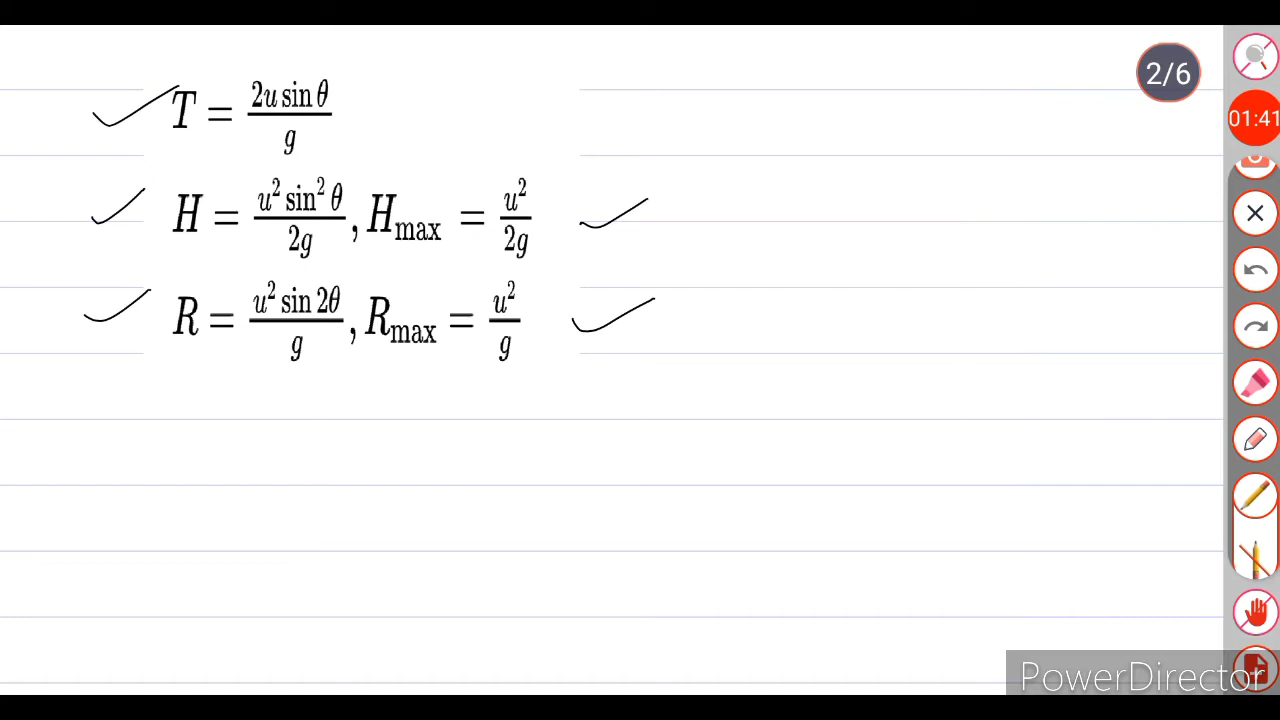 2/6
01:41
T = 2u sin θ / g
H = u² sin² θ / 2g , H_max = u² / 2g
R = u² sin 2θ / g , R_max = u² / g
PowerDirector